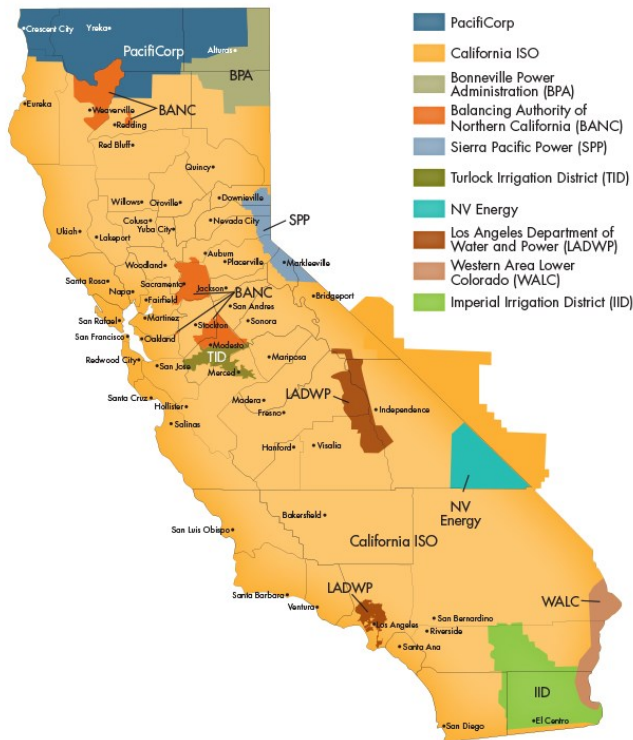 Crescent City
Yreka
PacifiCorp
Alturas
BPA
Eureka
Weaverville
BANC
Redding
Red Bluff
Quincy
Willows
Oroville
Downieville
Colusa
Nevada City
SPP
Ukiah
Yuba City
Lakeport
Auburn
Woodland
Placerville
Markleeville
Santa Rosa
Sacramento
Jackson
BANC
Napa
Fairfield
San Andres
Bridgeport
San Rafael
Martinez
Stockton
Sonora
San Francisco
Oakland
Modesto
Redwood City
TID
Mariposa
San Jose
Merced
LADWP
Santa Cruz
Madera
Hollister
Fresno
Independence
Salinas
Hanford
Visalia
NV
Energy
Bakersfield
San Luis Obispo
California ISO
LADWP
Santa Barbara
WALC
Ventura
San Bernardino
Los Angeles
Riverside
Santa Ana
IID
San Diego
El Centro
PacifiCorp
California ISO
Bonneville Power
Administration (BPA)
Balancing Authority of
Northern California (BANC)
Sierra Pacific Power (SPP)
Turlock Irrigation District (TID)
NV Energy
Los Angeles Department of
Water and Power (LADWP)
Western Area Lower
Colorado (WALC)
Imperial Irrigation District (IID)